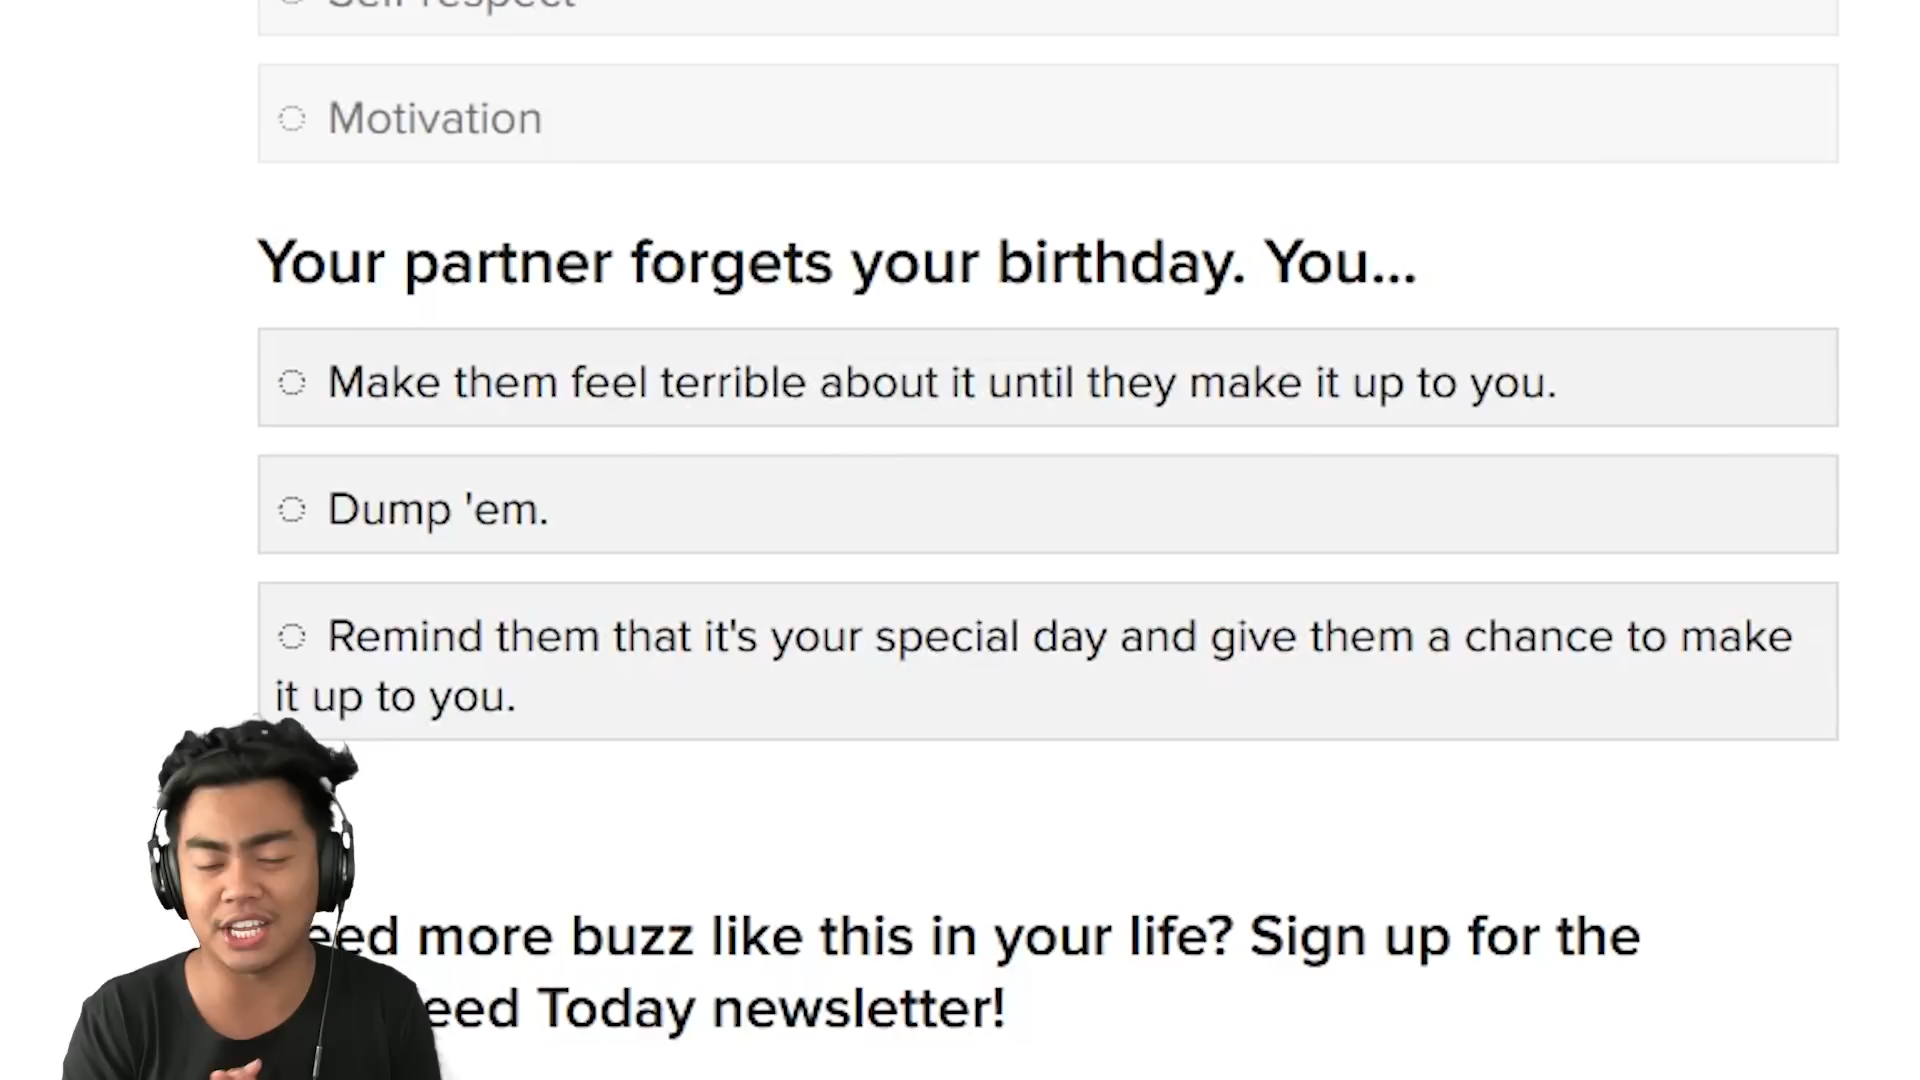 Self-respect
Motivation
Your partner forgets your birthday. You...
Make them feel terrible about it until they make it up to you.
Dump 'em.
Remind them that it's your special day and give them a chance to make
it up to you.
more buzz like this in your life? Sign up for the
Today newsletter!